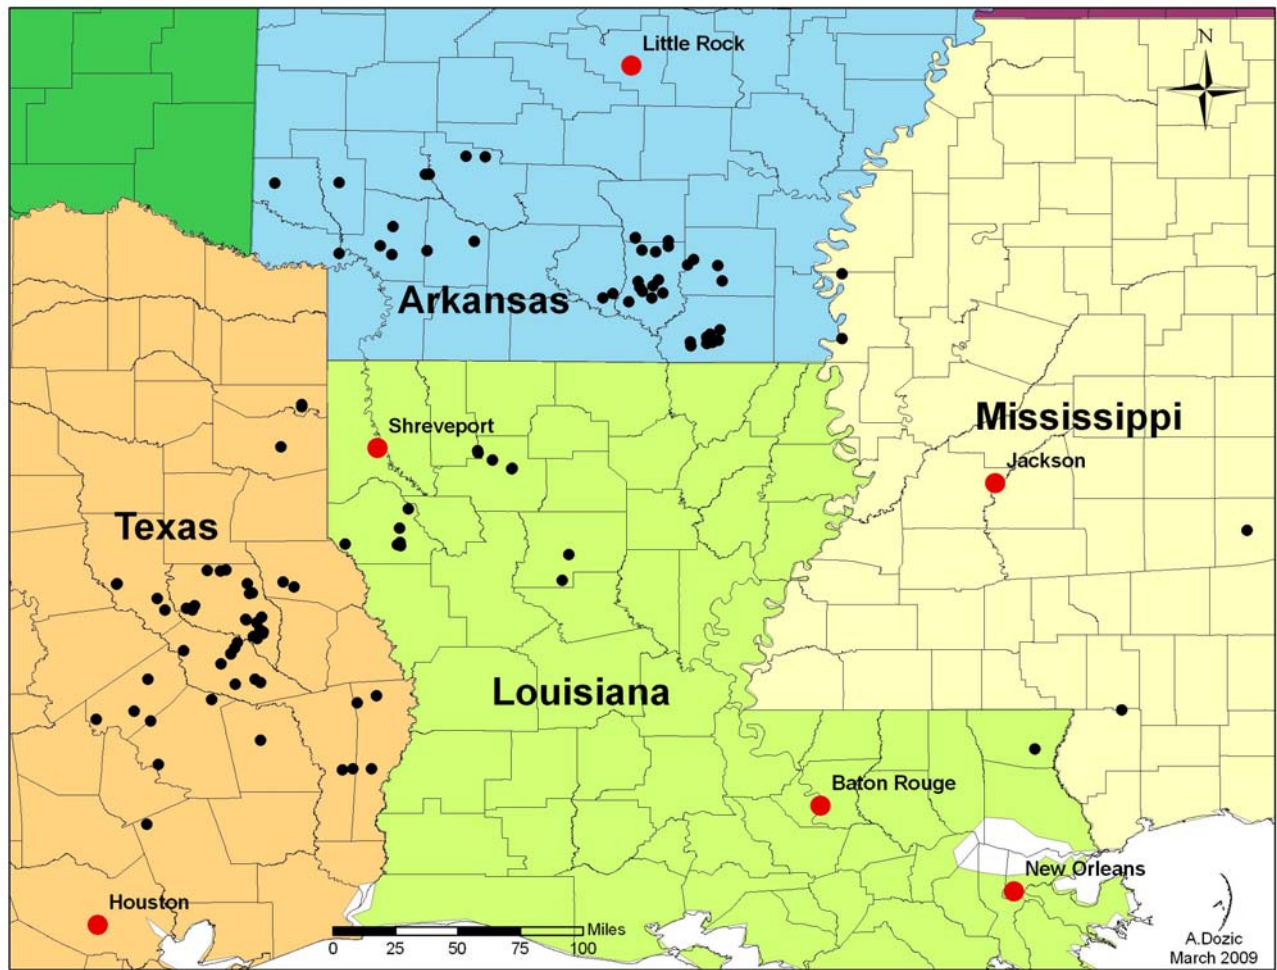 Little Rock
N
Arkansas
Shreveport
Mississippi
Jackson
Texas
Louisiana
Baton Rouge
New Orleans
Houston
Miles
0 25 50 75 100
A.Dozic
March 2009